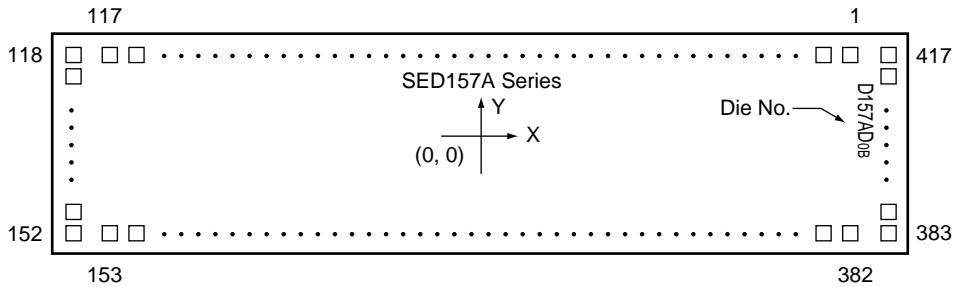 117
1
118
417
SED157A Series
Y
Die No.
X
(0, 0)
D157AD0B
152
383
153
382